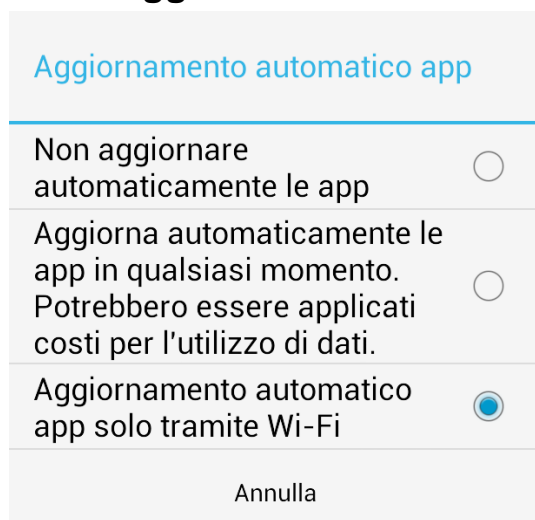 Aggiornamento automatico app
Non aggiornare
automaticamente le app
Aggiorna automaticamente le
app in qualsiasi momento.
Potrebbero essere applicati
costi per l'utilizzo di dati.
Aggiornamento automatico
app solo tramite Wi-Fi
Annulla